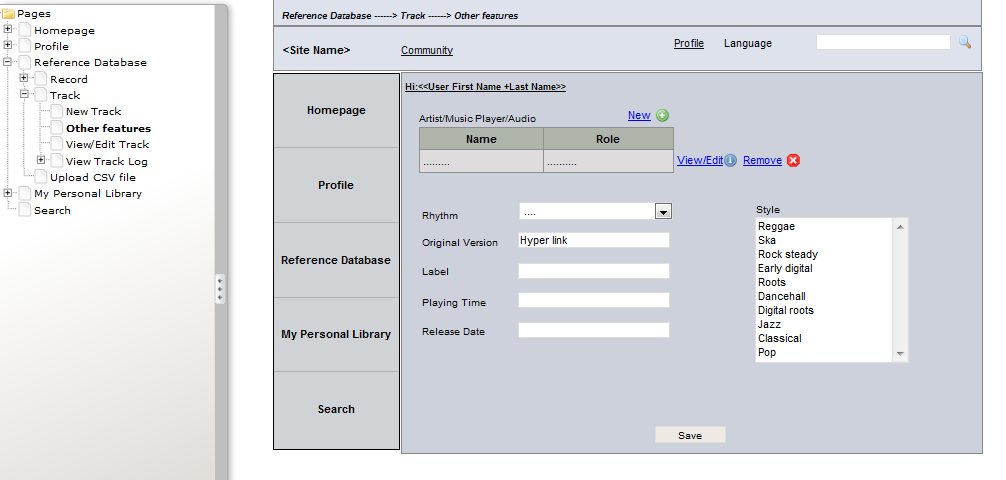 Pages
Homepage
Profile
Reference Database
Record
Track
New Track
Other features
View/Edit Track
View Track Log
Upload CSV file
My Personal Library
Search
Reference Database ------> Track ------> Other features
<Site Name> Community Profile Language
Homepage
Profile
Reference Database
My Personal Library
Search
Hi:<<User First Name +Last Name>>
Artist/Music Player/Audio New
Name Role
......... .......... View/Edit Remove
Rhythm ....
Original Version Hyper link
Label
Playing Time
Release Date
Style
Reggae
Ska
Rock steady
Early digital
Roots
Dancehall
Digital roots
Jazz
Classical
Pop
Save